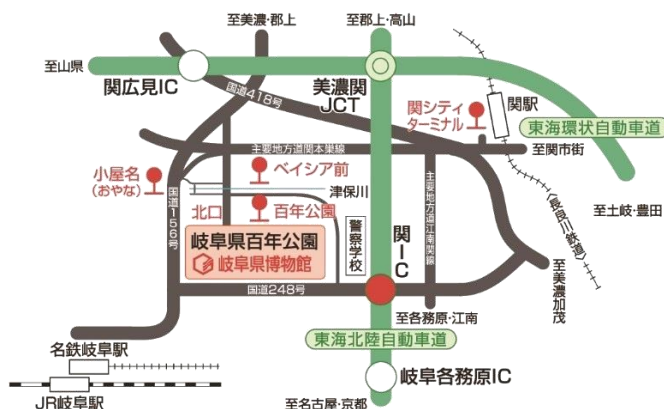 至美濃・郡上
至郡上・高山
至山県
関広見IC
美濃関
JCT
国道418号
関シティ
ターミナル
関駅
東海環状自動車道
主要地方道関本巣線
至関市街
小屋名
(おやな)
ベイシア前
津保川
国道156号
北口
百年公園
警察学校
関IC
主要地方道江南関線
至土岐・豊田
〈長良川鉄道〉
岐阜県百年公園
岐阜県博物館
国道248号
至美濃加茂
至各務原・江南
東海北陸自動車道
名鉄岐阜駅
岐阜各務原IC
JR岐阜駅
至名古屋・京都